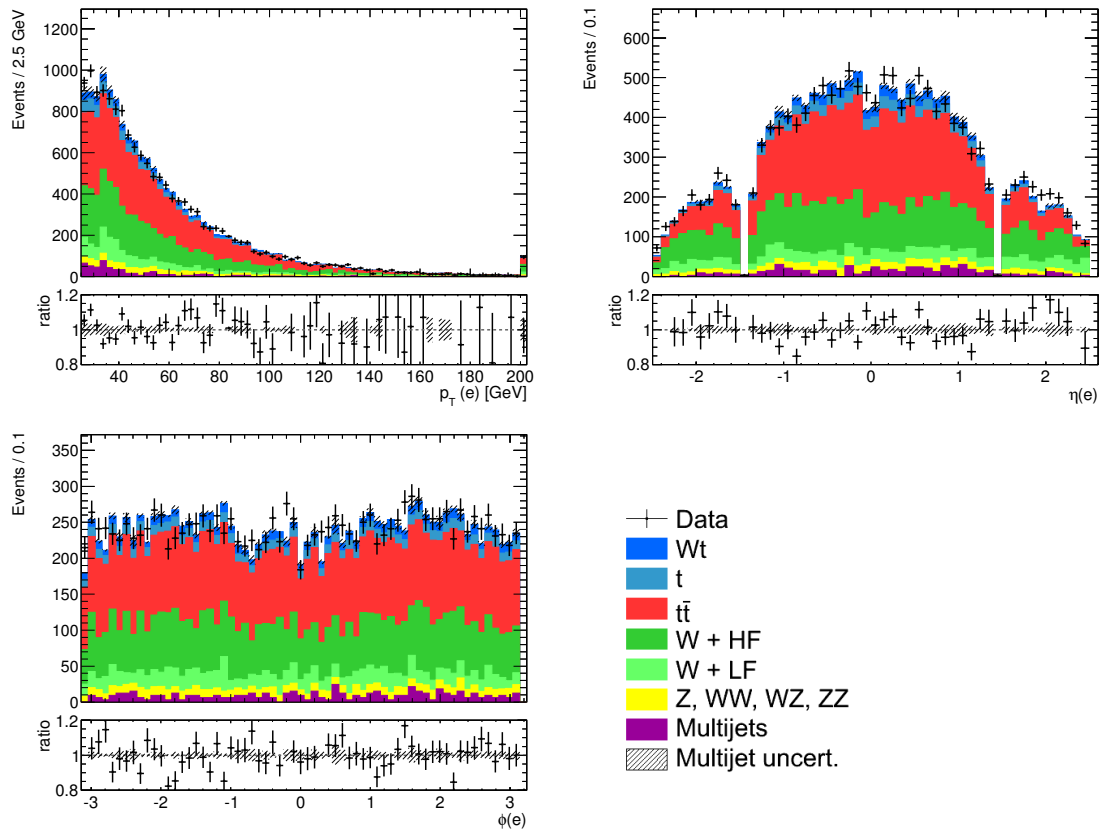 Events / 2.5 GeV
1200
1000
800
600
400
200
0
ratio
1.2
1
0.8
40 60 80 100 120 140 160 180 200
p_T (e) [GeV]
Events / 0.1
600
500
400
300
200
100
0
ratio
1.2
1
0.8
-2 -1 0 1 2
η(e)
Events / 0.1
350
300
250
200
150
100
50
0
ratio
1.2
1
0.8
-3 -2 -1 0 1 2 3
ϕ(e)
Data
Wt
t
tt̄
W + HF
W + LF
Z, WW, WZ, ZZ
Multijets
Multijet uncert.